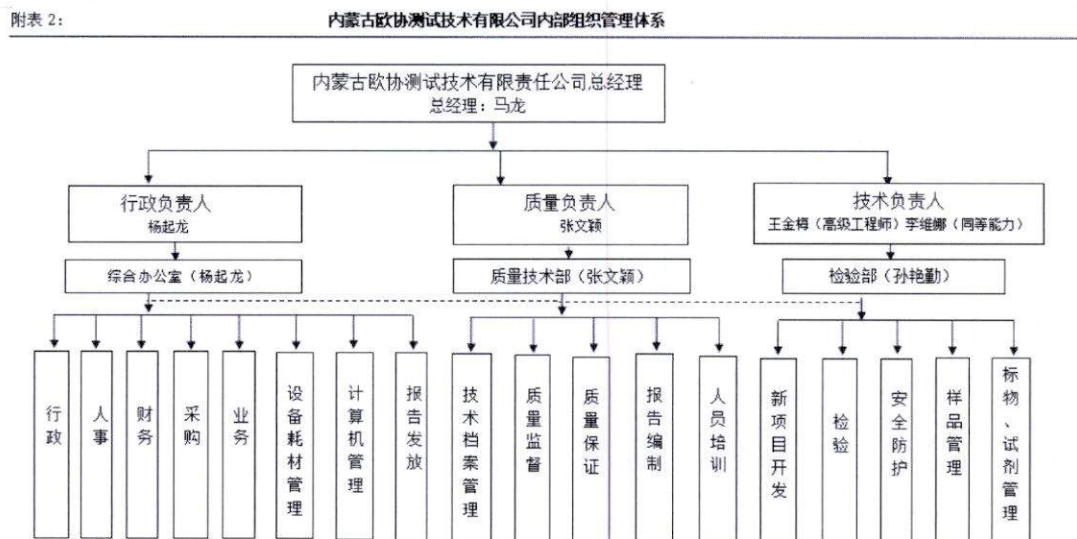 附表 2：
内蒙古欧协测试技术有限公司内部组织管理体系
内蒙古欧协测试技术有限责任公司总经理
总经理：马龙
行政负责人
杨起龙
质量负责人
张文颖
技术负责人
王金梅（高级工程师）李维娜（同等能力）
综合办公室（杨起龙）
质量技术部（张文颖）
检验部（孙艳勤）
行政
人事
财务
采购
业务
设备耗材管理
计算机管理
报告发放
技术档案管理
质量监督
质量保证
报告编制
人员培训
新项目开发
检验
安全防护
样品管理
标物、试剂管理